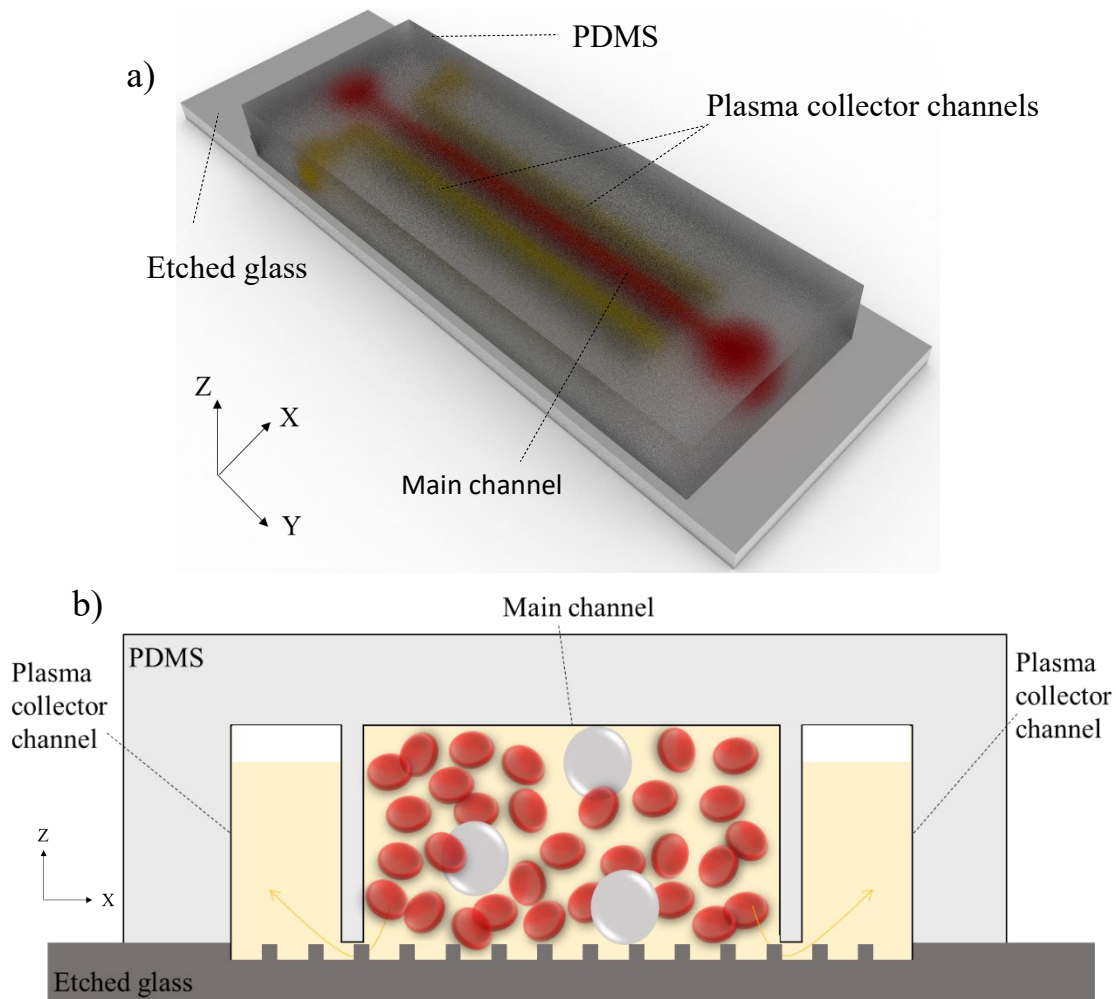 a)
PDMS
Plasma collector channels
Etched glass
Main channel
Z
X
Y
b)
Main channel
PDMS
Plasma
collector
channel
Plasma
collector
channel
Z
X
Etched glass